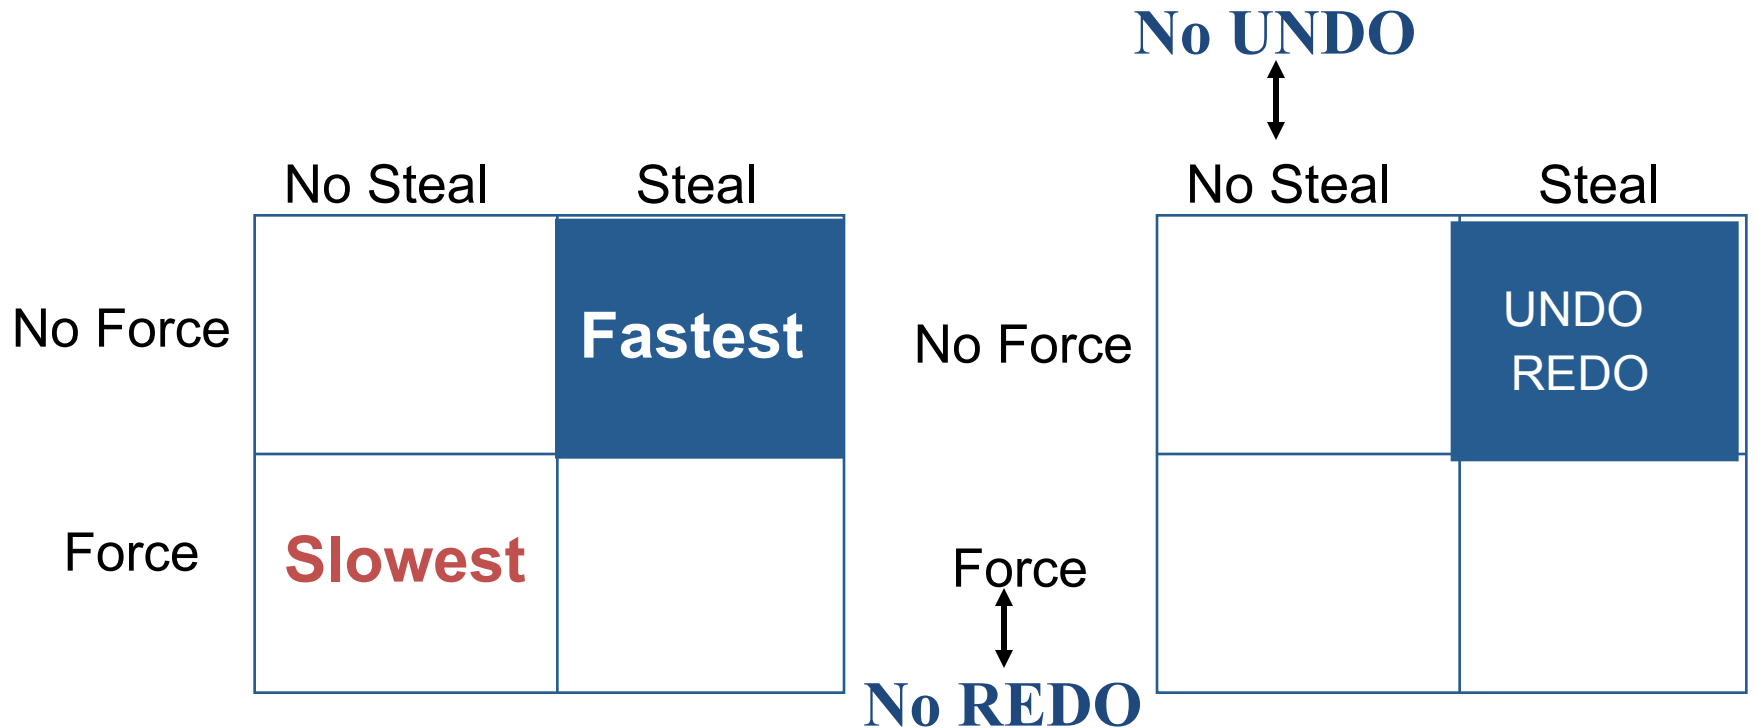 No UNDO
No Steal Steal
No Force
Fastest
Force
Slowest
No Steal Steal
No Force
UNDO
REDO
Force
No REDO